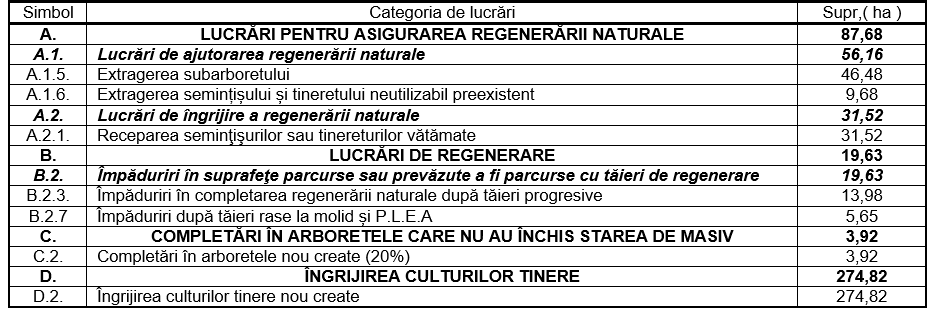 Simbol Categoria de lucrări Supr,( ha )
A. LUCRĂRI PENTRU ASIGURAREA REGENERĂRII NATURALE 87,68
A.1. Lucrări de ajutorarea regenerării naturale 56,16
A.1.5. Extragerea subarboretului 46,48
A.1.6. Extragerea semințișului și tineretului neutilizabil preexistent 9,68
A.2. Lucrări de îngrijire a regenerării naturale 31,52
A.2.1. Receparea seminţişurilor sau tinereturilor vătămate 31,52
B. LUCRĂRI DE REGENERARE 19,63
B.2. Împăduriri în suprafeţe parcurse sau prevăzute a fi parcurse cu tăieri de regenerare 19,63
B.2.3. Împăduriri în completarea regenerării naturale după tăieri progresive 13,98
B.2.7 Împăduriri după tăieri rase la molid și P.L.E.A 5,65
C. COMPLETĂRI ÎN ARBORETELE CARE NU AU ÎNCHIS STAREA DE MASIV 3,92
C.2. Completări în arboretele nou create (20%) 3,92
D. ÎNGRIJIREA CULTURILOR TINERE 274,82
D.2. Îngrijirea culturilor tinere nou create 274,82